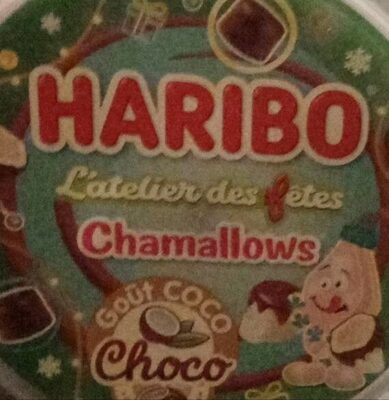 HARIBO
L'atelier des fêtes
Chamallows
Goût COCO
Choco